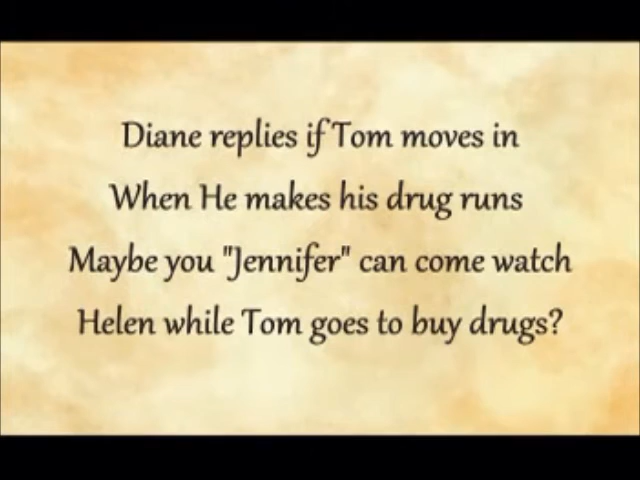 Diane replies if Tom moves in
When He makes his drug runs
Maybe you "Jennifer" can come watch
Helen while Tom goes to buy drugs?